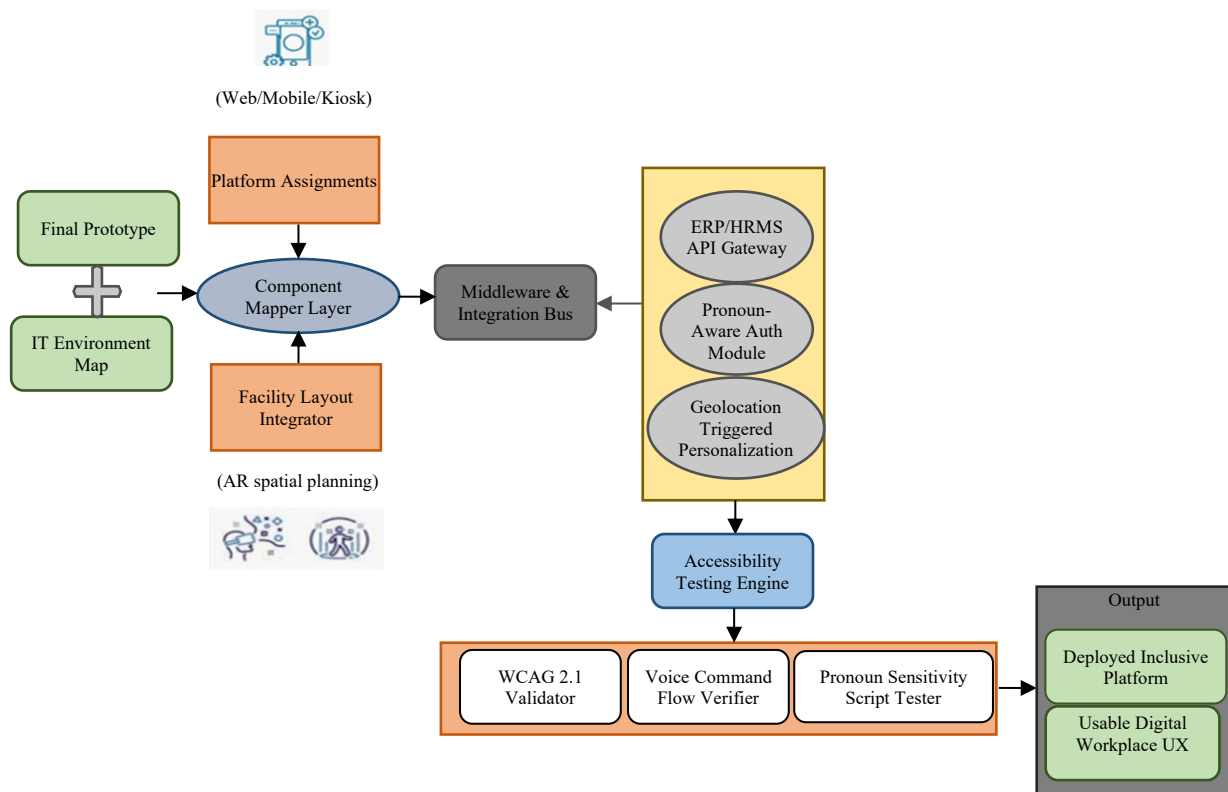 (Web/Mobile/Kiosk)
Platform Assignments
Final Prototype
IT Environment
Map
Component
Mapper Layer
Facility Layout
Integrator
(AR spatial planning)
Middleware &
Integration Bus
ERP/HRMS
API Gateway
Pronoun-
Aware Auth
Module
Geolocation
Triggered
Personalization
Accessibility
Testing Engine
WCAG 2.1
Validator
Voice Command
Flow Verifier
Pronoun Sensitivity
Script Tester
Output
Deployed Inclusive
Platform
Usable Digital
Workplace UX